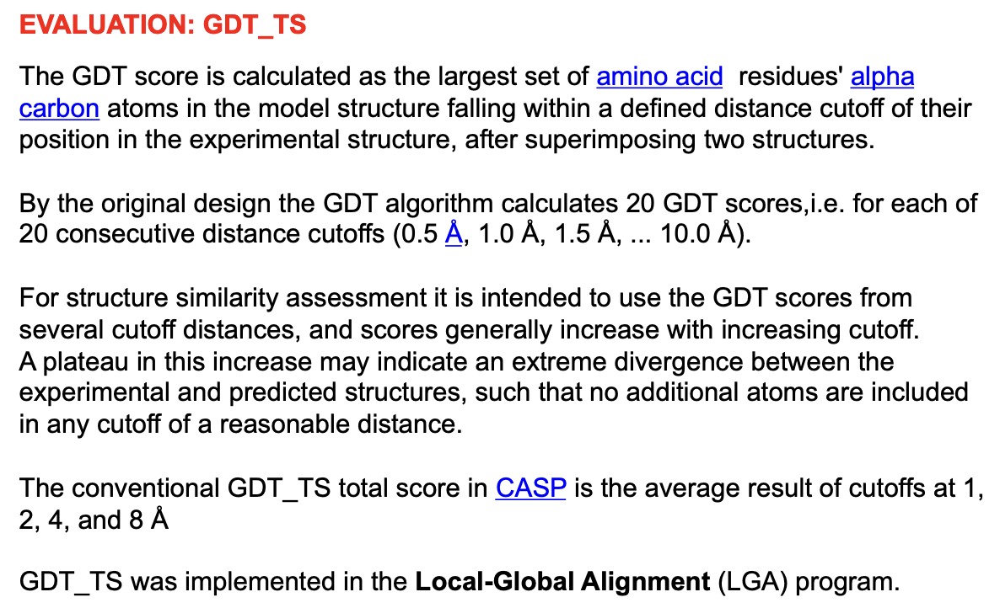 EVALUATION: GDT_TS
The GDT score is calculated as the largest set of amino acid  residues' alpha
carbon atoms in the model structure falling within a defined distance cutoff of their
position in the experimental structure, after superimposing two structures.
By the original design the GDT algorithm calculates 20 GDT scores,i.e. for each of
20 consecutive distance cutoffs (0.5 Å, 1.0 Å, 1.5 Å, ... 10.0 Å).
For structure similarity assessment it is intended to use the GDT scores from
several cutoff distances, and scores generally increase with increasing cutoff.
A plateau in this increase may indicate an extreme divergence between the
experimental and predicted structures, such that no additional atoms are included
in any cutoff of a reasonable distance.
The conventional GDT_TS total score in CASP is the average result of cutoffs at 1,
2, 4, and 8 Å
GDT_TS was implemented in the Local-Global Alignment (LGA) program.